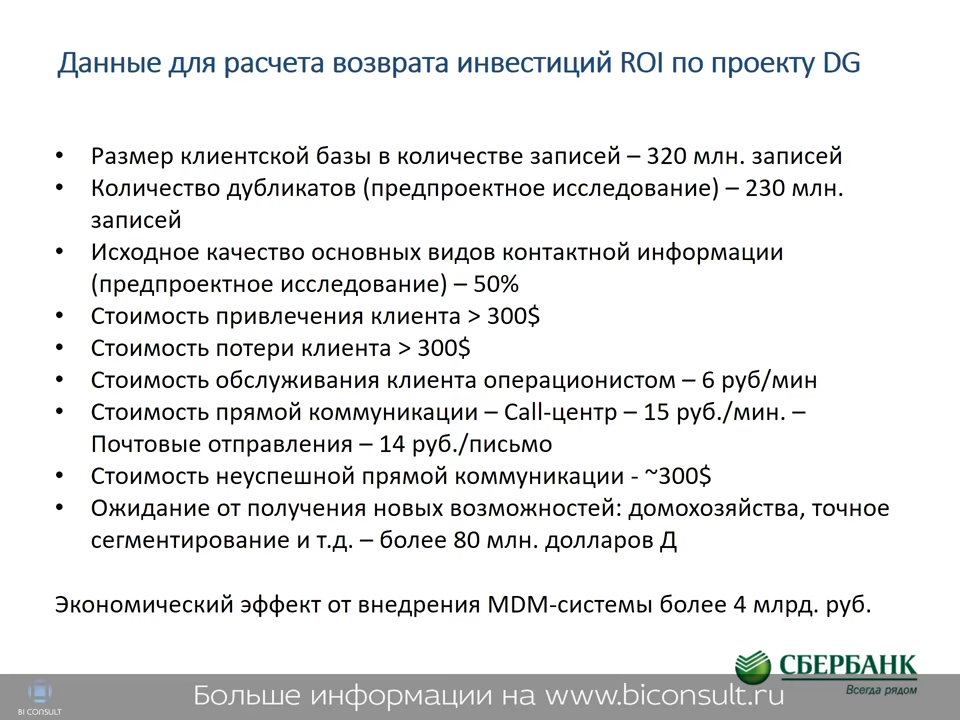 Данные для расчета возврата инвестиций ROI по проекту DG
• Размер клиентской базы в количестве записей – 320 млн. записей
• Количество дубликатов (предпроектное исследование) – 230 млн.
записей
• Исходное качество основных видов контактной информации
(предпроектное исследование) – 50%
• Стоимость привлечения клиента > 300$
• Стоимость потери клиента > 300$
• Стоимость обслуживания клиента операционистом – 6 руб/мин
• Стоимость прямой коммуникации – Call-центр – 15 руб./мин. –
Почтовые отправления – 14 руб./письмо
• Стоимость неуспешной прямой коммуникации - ~300$
• Ожидание от получения новых возможностей: домохозяйства, точное
сегментирование и т.д. – более 80 млн. долларов Д
Экономический эффект от внедрения MDM-системы более 4 млрд. руб.
СБЕРБАНК
Всегда рядом
Больше информации на www.biconsult.ru
BI CONSULT